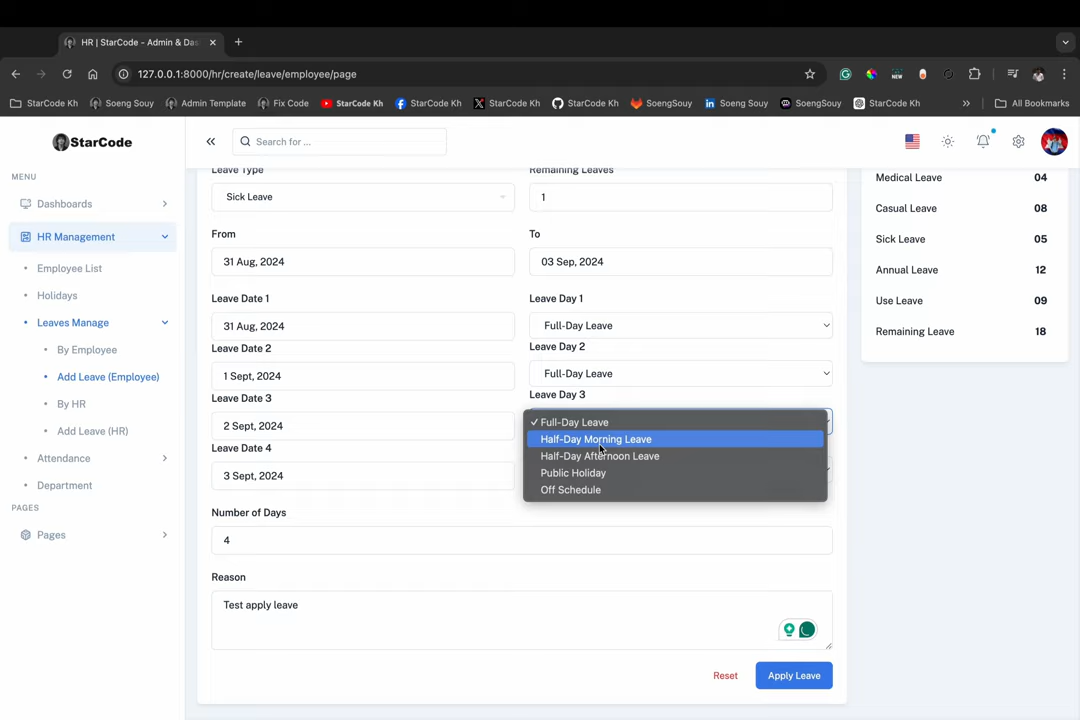 HR | StarCode - Admin & Das
127.0.0.1:8000/hr/create/leave/employee/page
NEW
StarCode Kh
Soeng Souy
Admin Template
Fix Code
StarCode Kh
StarCode Kh
StarCode Kh
StarCode Kh
SoengSouy
Soeng Souy
SoengSouy
StarCode Kh
All Bookmarks
StarCode
Search for ...
MENU
Dashboards
HR Management
Employee List
Holidays
Leaves Manage
By Employee
Add Leave (Employee)
By HR
Add Leave (HR)
Attendance
Department
PAGES
Pages
Leave Type
Remaining Leaves
Sick Leave
1
From
To
31 Aug, 2024
03 Sep, 2024
Leave Date 1
Leave Day 1
31 Aug, 2024
Full-Day Leave
Leave Date 2
Leave Day 2
1 Sept, 2024
Full-Day Leave
Leave Date 3
Leave Day 3
2 Sept, 2024
✓ Full-Day Leave
Half-Day Morning Leave
Half-Day Afternoon Leave
Public Holiday
Off Schedule
Leave Date 4
3 Sept, 2024
Number of Days
4
Reason
Test apply leave
Reset
Apply Leave
Medical Leave 04
Casual Leave 08
Sick Leave 05
Annual Leave 12
Use Leave 09
Remaining Leave 18